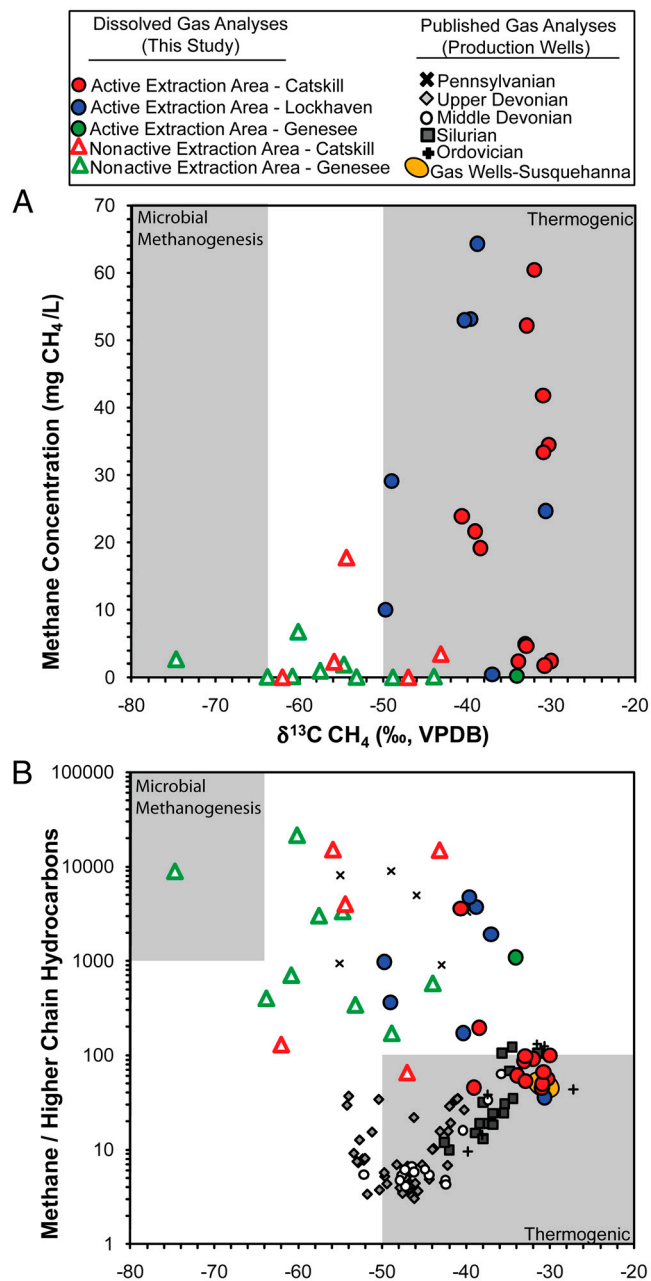 Dissolved Gas Analyses
(This Study)
Active Extraction Area - Catskill
Active Extraction Area - Lockhaven
Active Extraction Area - Genesee
Nonactive Extraction Area - Catskill
Nonactive Extraction Area - Genesee
Published Gas Analyses
(Production Wells)
Pennsylvanian
Upper Devonian
Middle Devonian
Silurian
Ordovician
Gas Wells-Susquehanna
A
Methane Concentration (mg CH₄/L)
70
60
50
40
30
20
10
0
Microbial
Methanogenesis
Thermogenic
-80 -70 -60 -50 -40 -30 -20
δ¹³C CH₄ (‰, VPDB)
B
Methane / Higher Chain Hydrocarbons
100000
10000
1000
100
10
1
Microbial
Methanogenesis
Thermogenic
-80 -70 -60 -50 -40 -30 -20